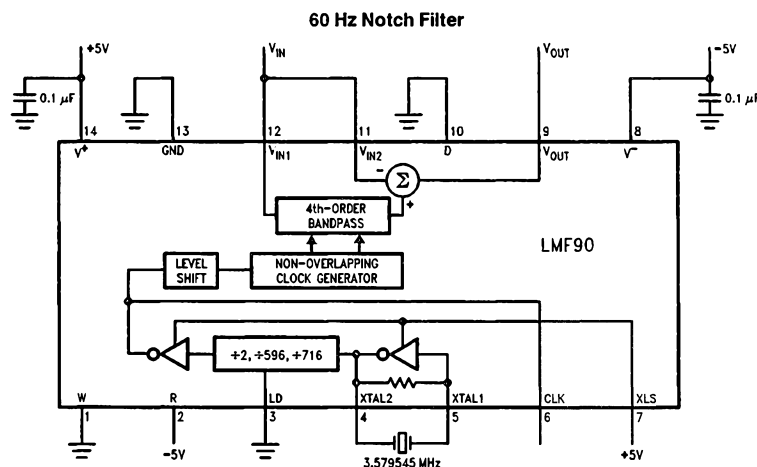 60 Hz Notch Filter
+5V
V_IN
V_OUT
-5V
0.1 µF
0.1 µF
14
13
12
11
10
9
8
V+
GND
V_IN1
V_IN2
D
V_OUT
V-
-
Σ
+
4th-ORDER
BANDPASS
LMF90
LEVEL
SHIFT
NON-OVERLAPPING
CLOCK GENERATOR
÷2, ÷596, ÷716
W
R
LD
XTAL2
XTAL1
CLK
XLS
1
2
3
4
5
6
7
-5V
3.579545 MHz
+5V